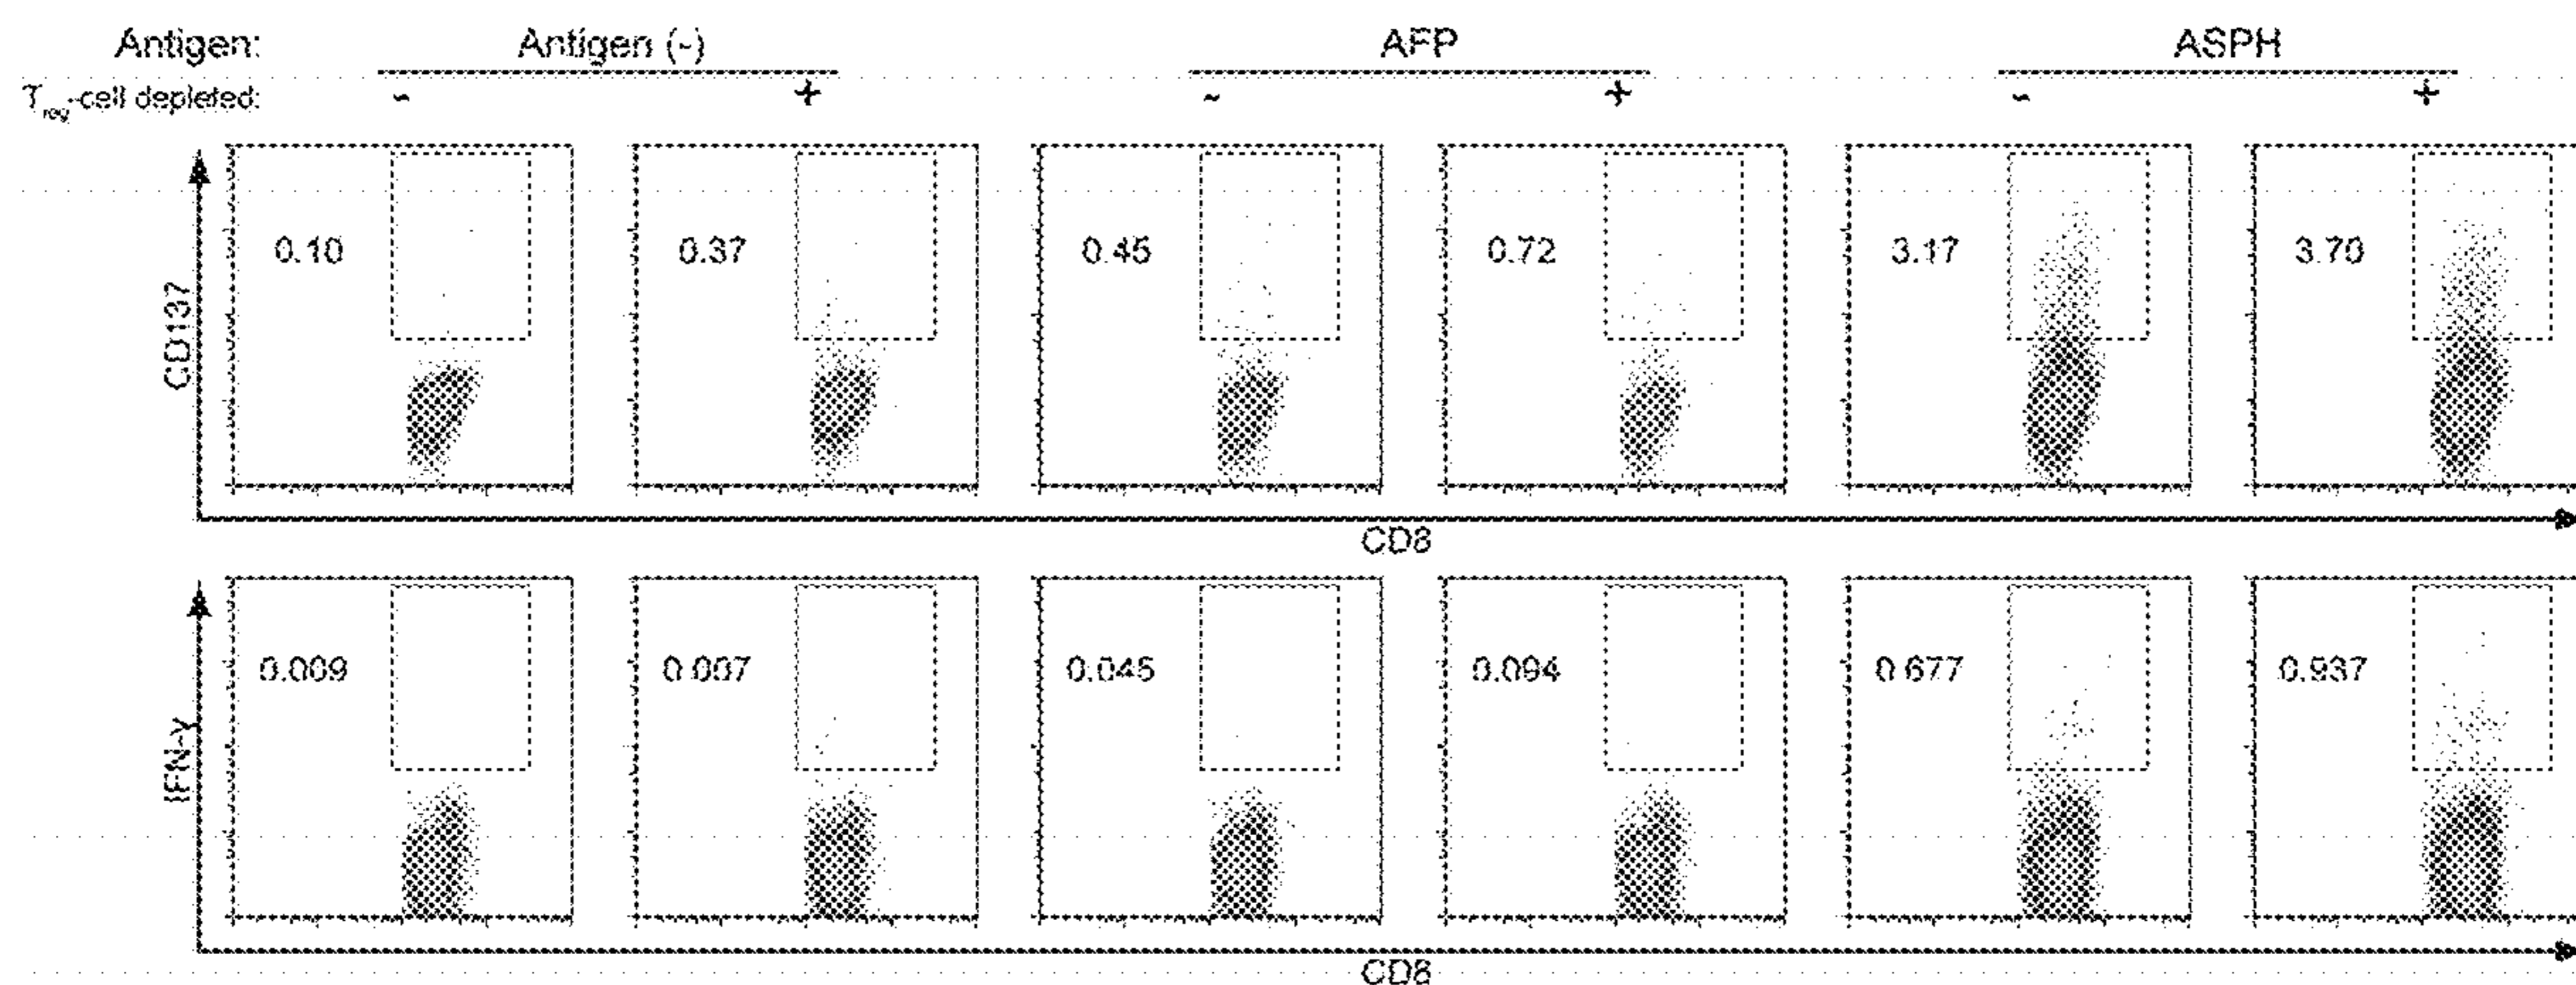 Antigen: Antigen (-) AFP ASPH
Treg-cell depleted: - + - + - +
CD137
0.10 0.37 0.45 0.72 3.17 3.70
CD8
IFN-γ
0.009 0.007 0.045 0.094 0.677 0.937
CD8